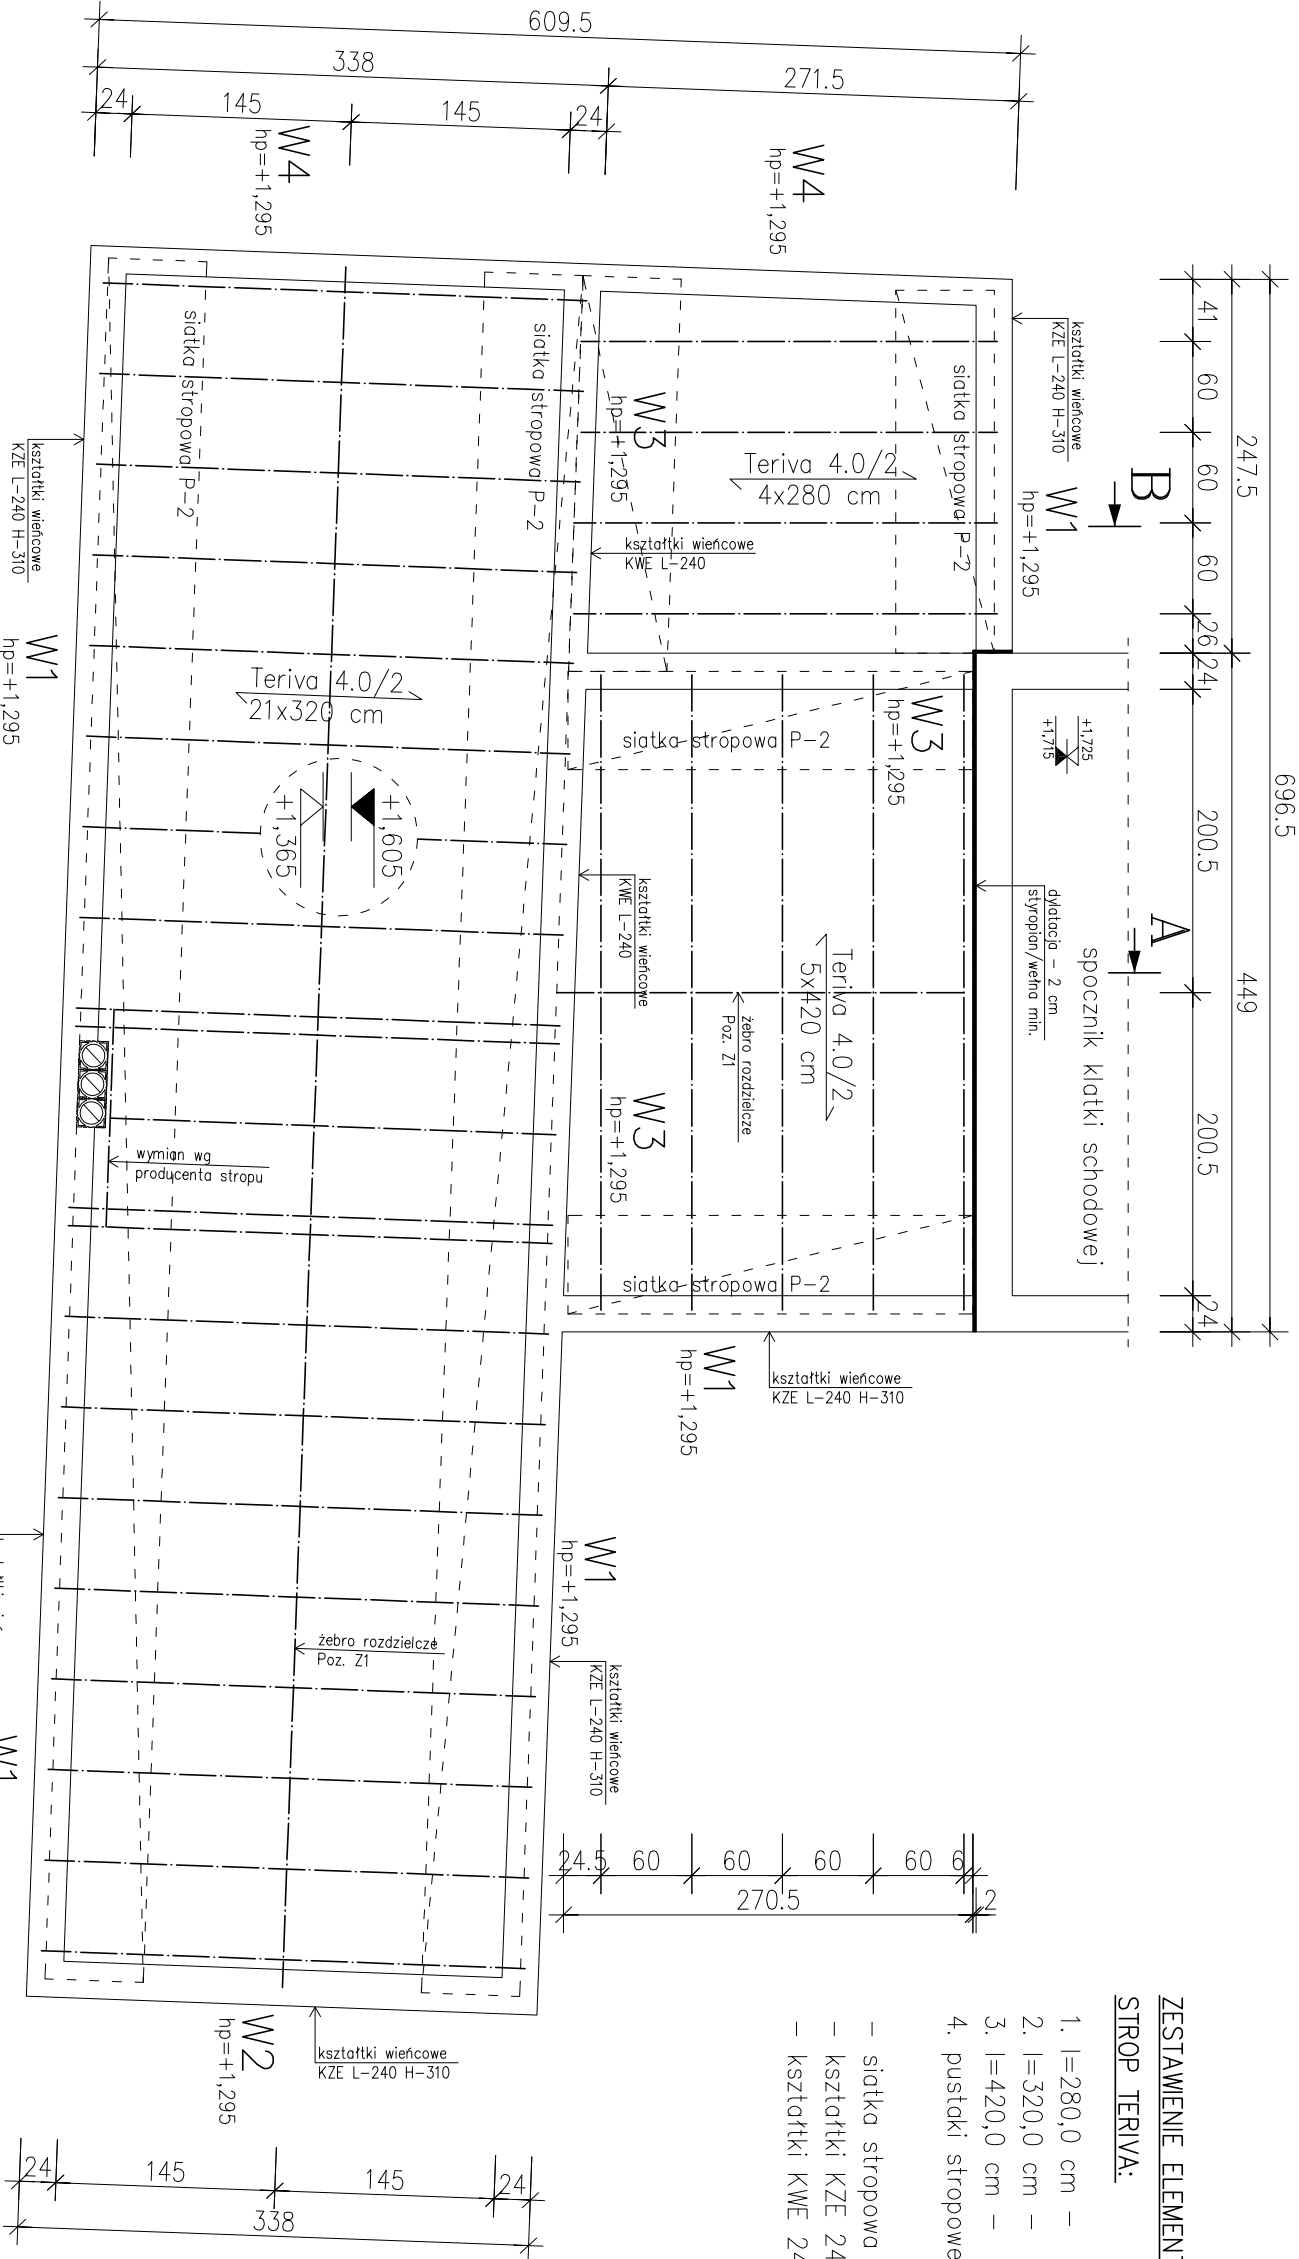 609.5
338
271.5
24
145
145
24
W4
hp=+1,295
W4
hp=+1,295
41
60
60
60
26
24
200.5
200.5
24
247.5
449
696.5
kształtki wieńcowe
KZE L-240 H-310
W1
hp=+1,295
B
A
siatka stropowa P-2
siatka stropowa P-2
siatka stropowa P-2
W3
hp=+1,295
Teriva 4.0/2
4x280 cm
kształtki wieńcowe
KWE L-240
kształtki wieńcowe
KZE L-240 H-310
W1
hp=+1,295
Teriva 4.0/2
21x320 cm
+1,605
+1,365
siatka stropowa P-2
W3
hp=+1,295
+1,725
+1,715
dylatacja - 2 cm
styropian/wełna min.
spocznik klatki schodowej
kształtki wieńcowe
KWE L-240
Teriva 4.0/2
5x420 cm
żebro rozdzielcze
Poz. Z1
W3
hp=+1,295
wymian wg
producenta stropu
siatka stropowa P-2
W1
hp=+1,295
kształtki wieńcowe
KZE L-240 H-310
W1
hp=+1,295
kształtki wieńcowe
KZE L-240 H-310
żebro rozdzielcze
Poz. Z1
W1
24.5
60
60
60
60
6
270.5
2
W2
hp=+1,295
kształtki wieńcowe
KZE L-240 H-310
24
145
145
24
338
ZESTAWIENIE ELEMENT
STROP TERIVA:
1. l=280,0 cm -
2. l=320,0 cm -
3. l=420,0 cm -
4. pustaki stropowe
- siatka stropowa
- kształtki KZE 24
- kształtki KWE 24